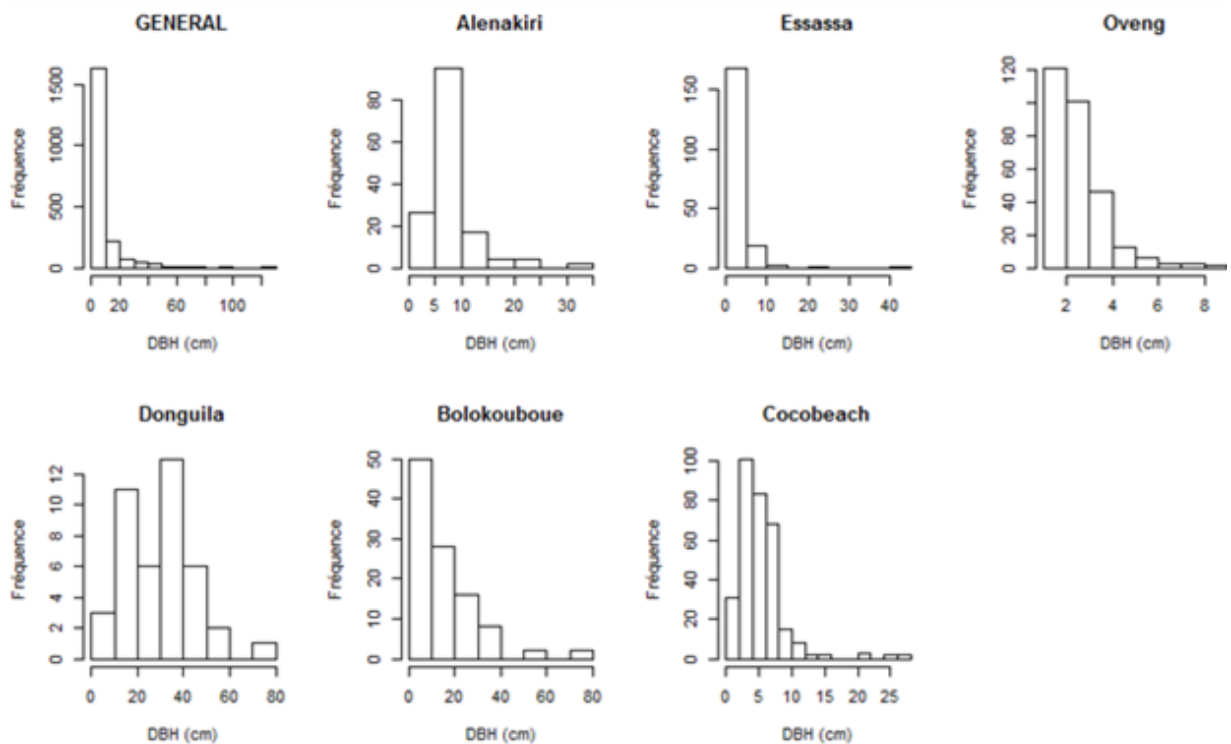 GENERAL
Fréquence
0 500 1000 1500
0 20 60 100
DBH (cm)
Alenakiri
Fréquence
0 20 40 60 80
0 5 10 20 30
DBH (cm)
Essassa
Fréquence
0 50 100 150
0 10 20 30 40
DBH (cm)
Oveng
Fréquence
0 20 40 60 80 120
2 4 6 8
DBH (cm)
Donguila
Fréquence
0 2 4 6 8 10 12
0 20 40 60 80
DBH (cm)
Bolokouboue
Fréquence
0 10 20 30 40 50
0 20 40 60 80
DBH (cm)
Cocobeach
Fréquence
0 20 40 60 80 100
0 5 10 15 20 25
DBH (cm)